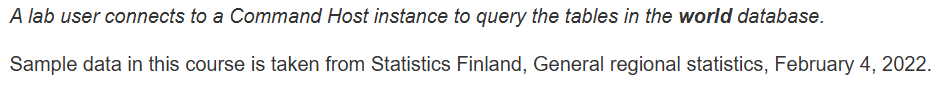 A lab user connects to a Command Host instance to query the tables in the world database.
Sample data in this course is taken from Statistics Finland, General regional statistics, February 4, 2022.